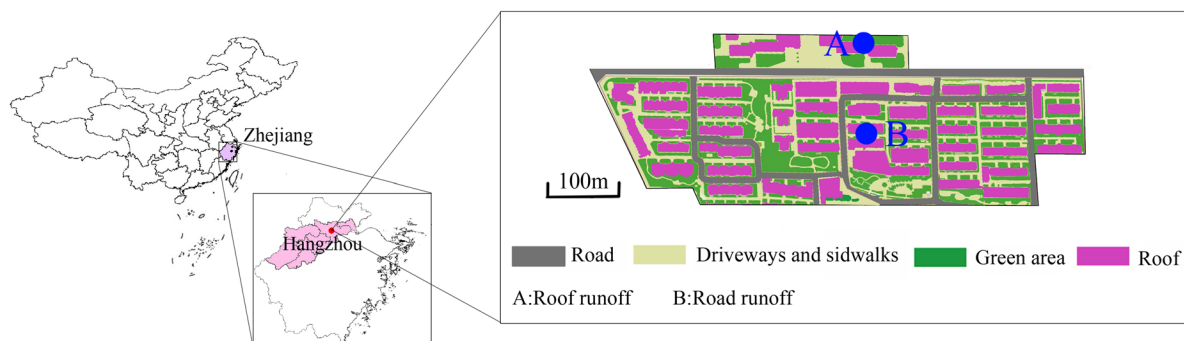 Zhejiang
Hangzhou
A
B
100m
Road
Driveways and sidwalks
Green area
Roof
A:Roof runoff
B:Road runoff